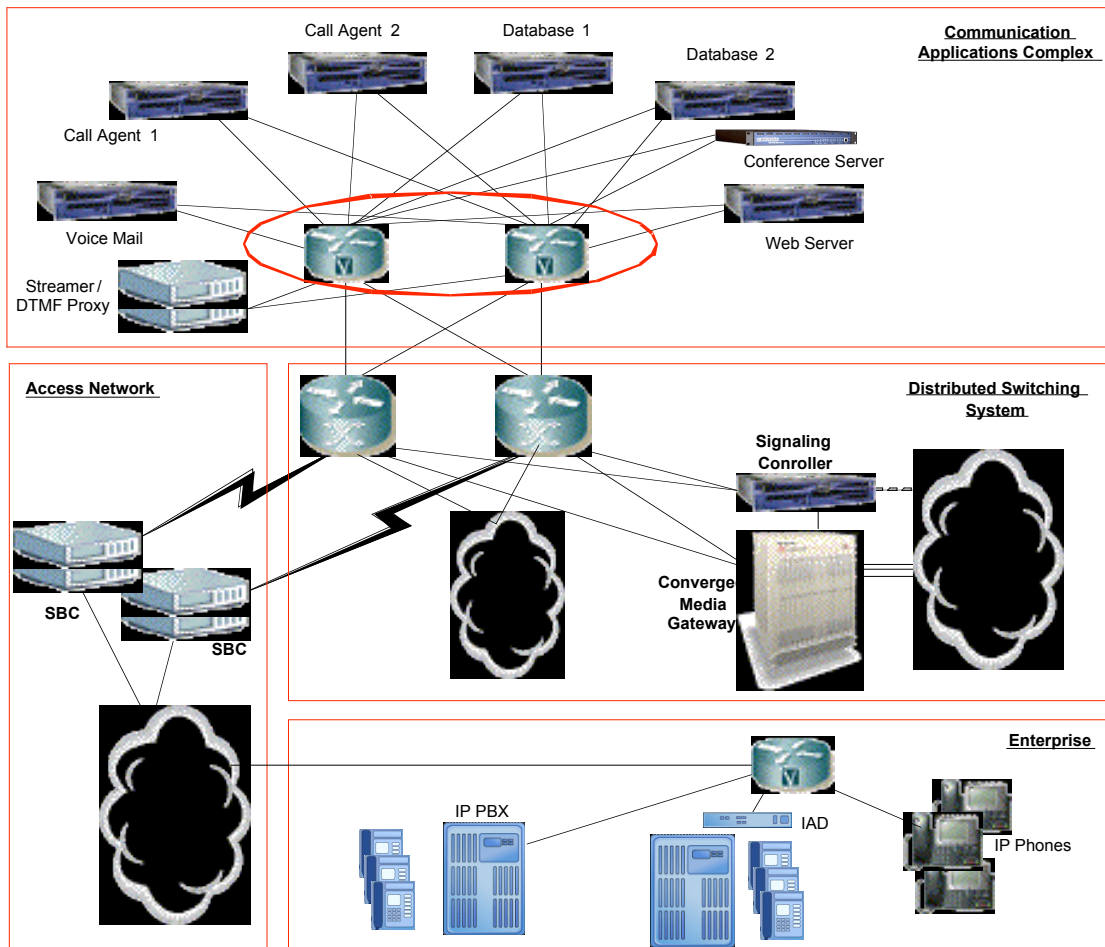 Call Agent 2
Database 1
Communication
Applications Complex
Database 2
Call Agent 1
Conference Server
Voice Mail
Web Server
V
V
Streamer /
DTMF Proxy
Access Network
Distributed Switching
System
Signaling
Conroller
Converge
Media
Gateway
SBC
SBC
Enterprise
V
IP PBX
IAD
IP Phones